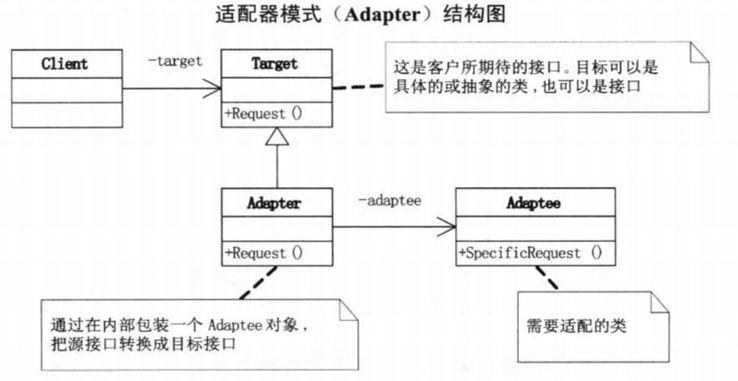 适配器模式（Adapter）结构图
Client
-target
Target
+Request()
这是客户所期待的接口。目标可以是
具体的或抽象的类,也可以是接口
Adapter
+Request()
-adaptee
Adaptee
+SpecificRequest ()
通过在内部包装一个 Adaptee 对象,
把源接口转换成目标接口
需要适配的类